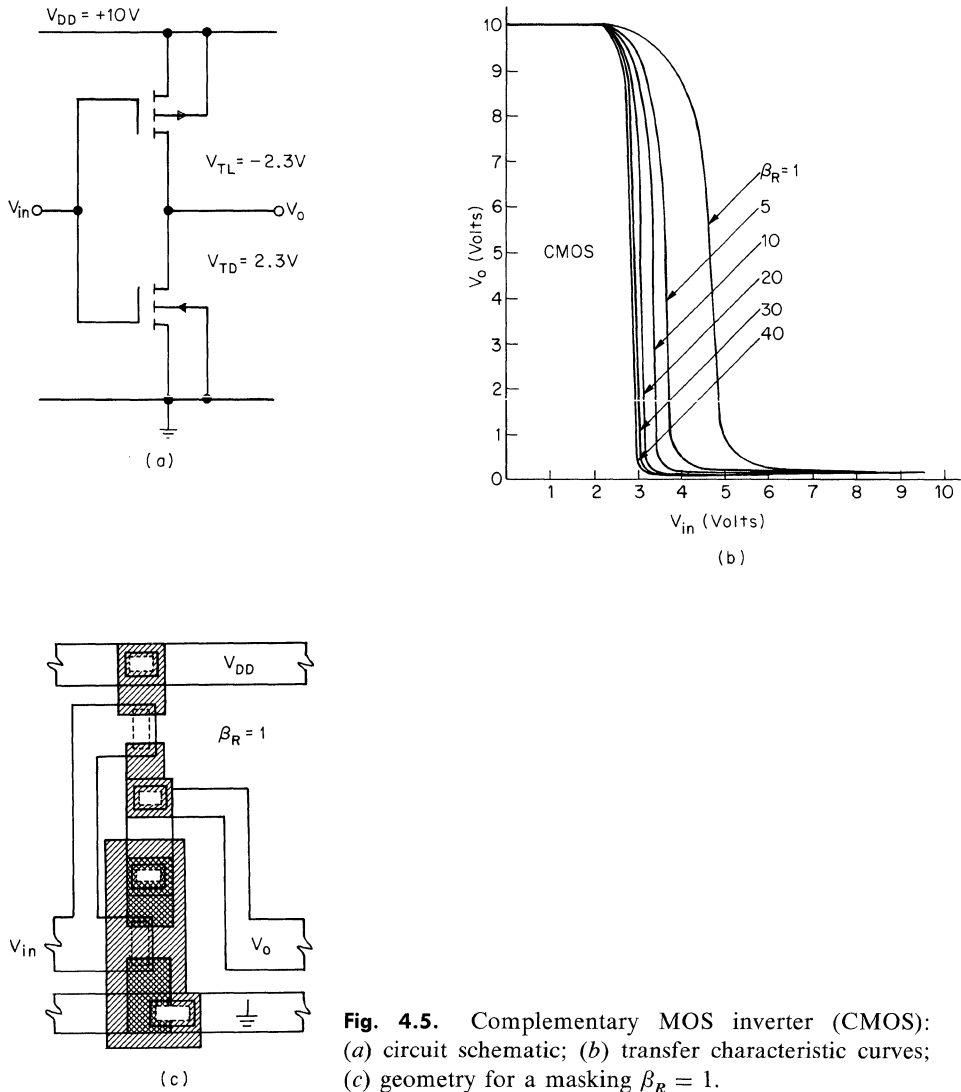 V_DD = +10V
V_TL = -2.3V
V_in
V_o
V_TD = 2.3V
(a)
10
9
8
7
6
5
4
3
2
1
0
V_o (Volts)
CMOS
β_R = 1
5
10
20
30
40
1 2 3 4 5 6 7 8 9 10
V_in (Volts)
(b)
V_DD
β_R = 1
V_in
V_o
(c)
Fig. 4.5. Complementary MOS inverter (CMOS):
(a) circuit schematic; (b) transfer characteristic curves;
(c) geometry for a masking β_R = 1.